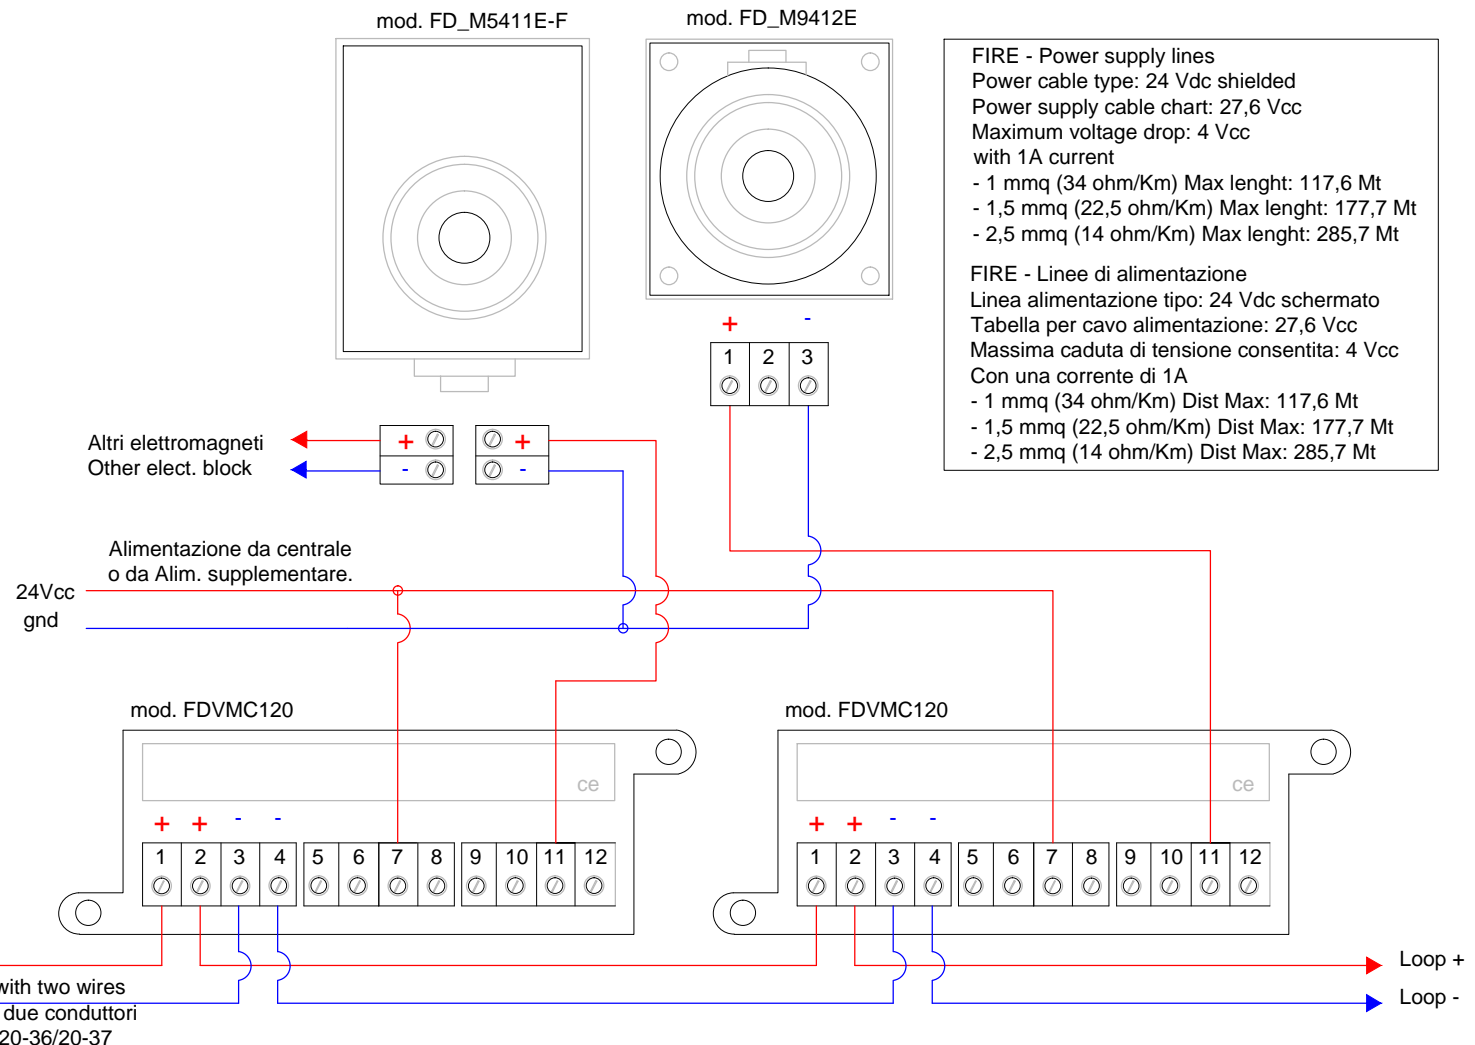 mod. FD_M5411E-F
mod. FD_M9412E
FIRE - Power supply lines
Power cable type: 24 Vdc shielded
Power supply cable chart: 27,6 Vcc
Maximum voltage drop: 4 Vcc
with 1A current
- 1 mmq (34 ohm/Km) Max lenght: 117,6 Mt
- 1,5 mmq (22,5 ohm/Km) Max lenght: 177,7 Mt
- 2,5 mmq (14 ohm/Km) Max lenght: 285,7 Mt
FIRE - Linee di alimentazione
Linea alimentazione tipo: 24 Vdc schermato
Tabella per cavo alimentazione: 27,6 Vcc
Massima caduta di tensione consentita: 4 Vcc
Con una corrente di 1A
- 1 mmq (34 ohm/Km) Dist Max: 117,6 Mt
- 1,5 mmq (22,5 ohm/Km) Dist Max: 177,7 Mt
- 2,5 mmq (14 ohm/Km) Dist Max: 285,7 Mt
+ -
1 2 3
Altri elettromagneti
Other elect. block
+ +
- -
Alimentazione da centrale
o da Alim. supplementare.
24Vcc
gnd
mod. FDVMC120
ce
+ + - -
1 2 3 4 5 6 7 8 9 10 11 12
mod. FDVMC120
ce
+ + - -
1 2 3 4 5 6 7 8 9 10 11 12
Loop +
Loop -
with two wires
due conduttori
20-36/20-37